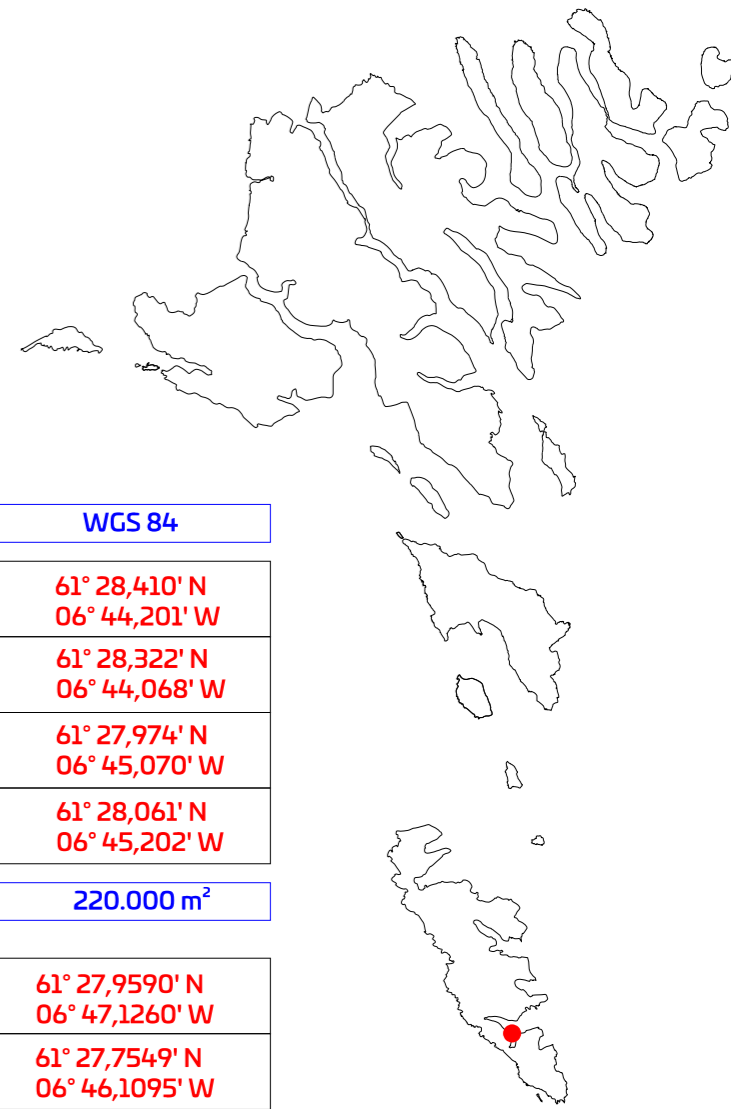 WGS 84
61° 28,410' N
06° 44,201' W
61° 28,322' N
06° 44,068' W
61° 27,974' N
06° 45,070' W
61° 28,061' N
06° 45,202' W
220.000 m²
61° 27,9590' N
06° 47,1260' W
61° 27,7549' N
06° 46,1095' W